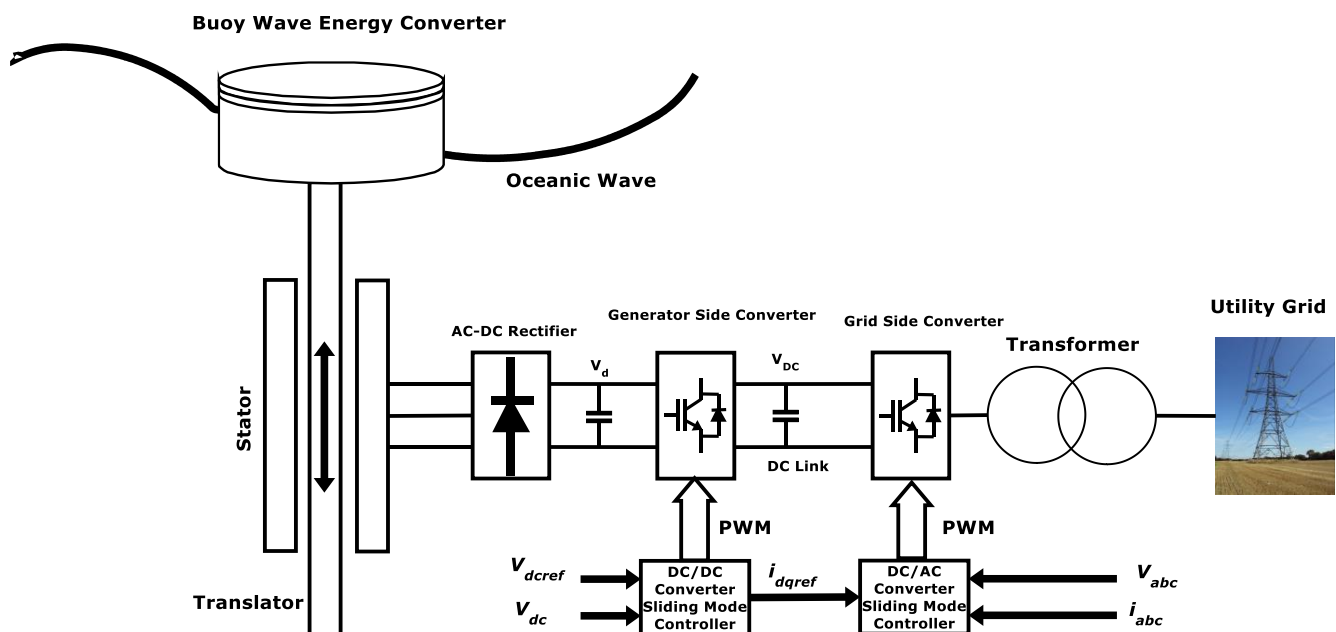 Buoy Wave Energy Converter
Oceanic Wave
Utility Grid
Generator Side Converter
Grid Side Converter
AC-DC Rectifier
Transformer
Vd
VDC
Stator
DC Link
PWM
PWM
Vdcref
DC/DC
Converter
Sliding Mode
Controller
idqref
DC/AC
Converter
Sliding Mode
Controller
Vabc
Translator
Vdc
iabc